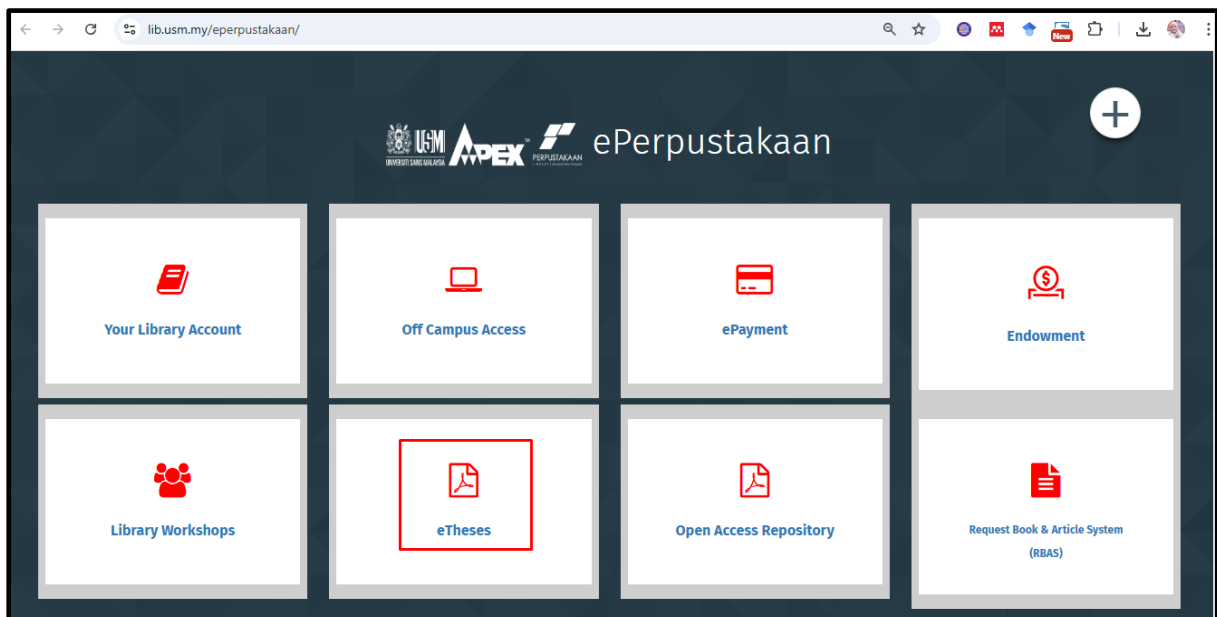 lib.usm.my/eperpustakaan/
New
USM
UNIVERSITI SAINS MALAYSIA
APEX™
PERPUSTAKAAN
ePerpustakaan
Your Library Account
Off Campus Access
ePayment
Endowment
Library Workshops
eTheses
Open Access Repository
Request Book & Article System
(RBAS)